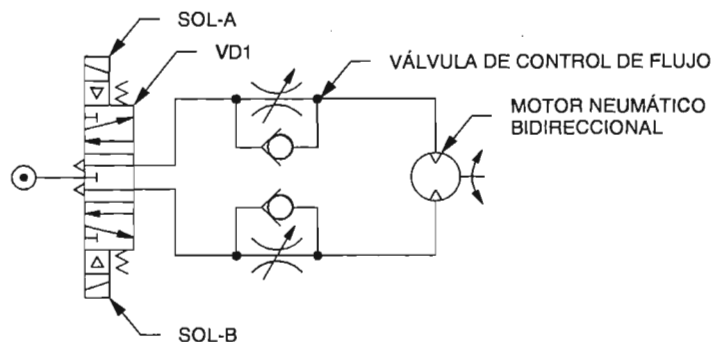 SOL-A
VD1
VÁLVULA DE CONTROL DE FLUJO
MOTOR NEUMÁTICO
BIDIRECCIONAL
SOL-B